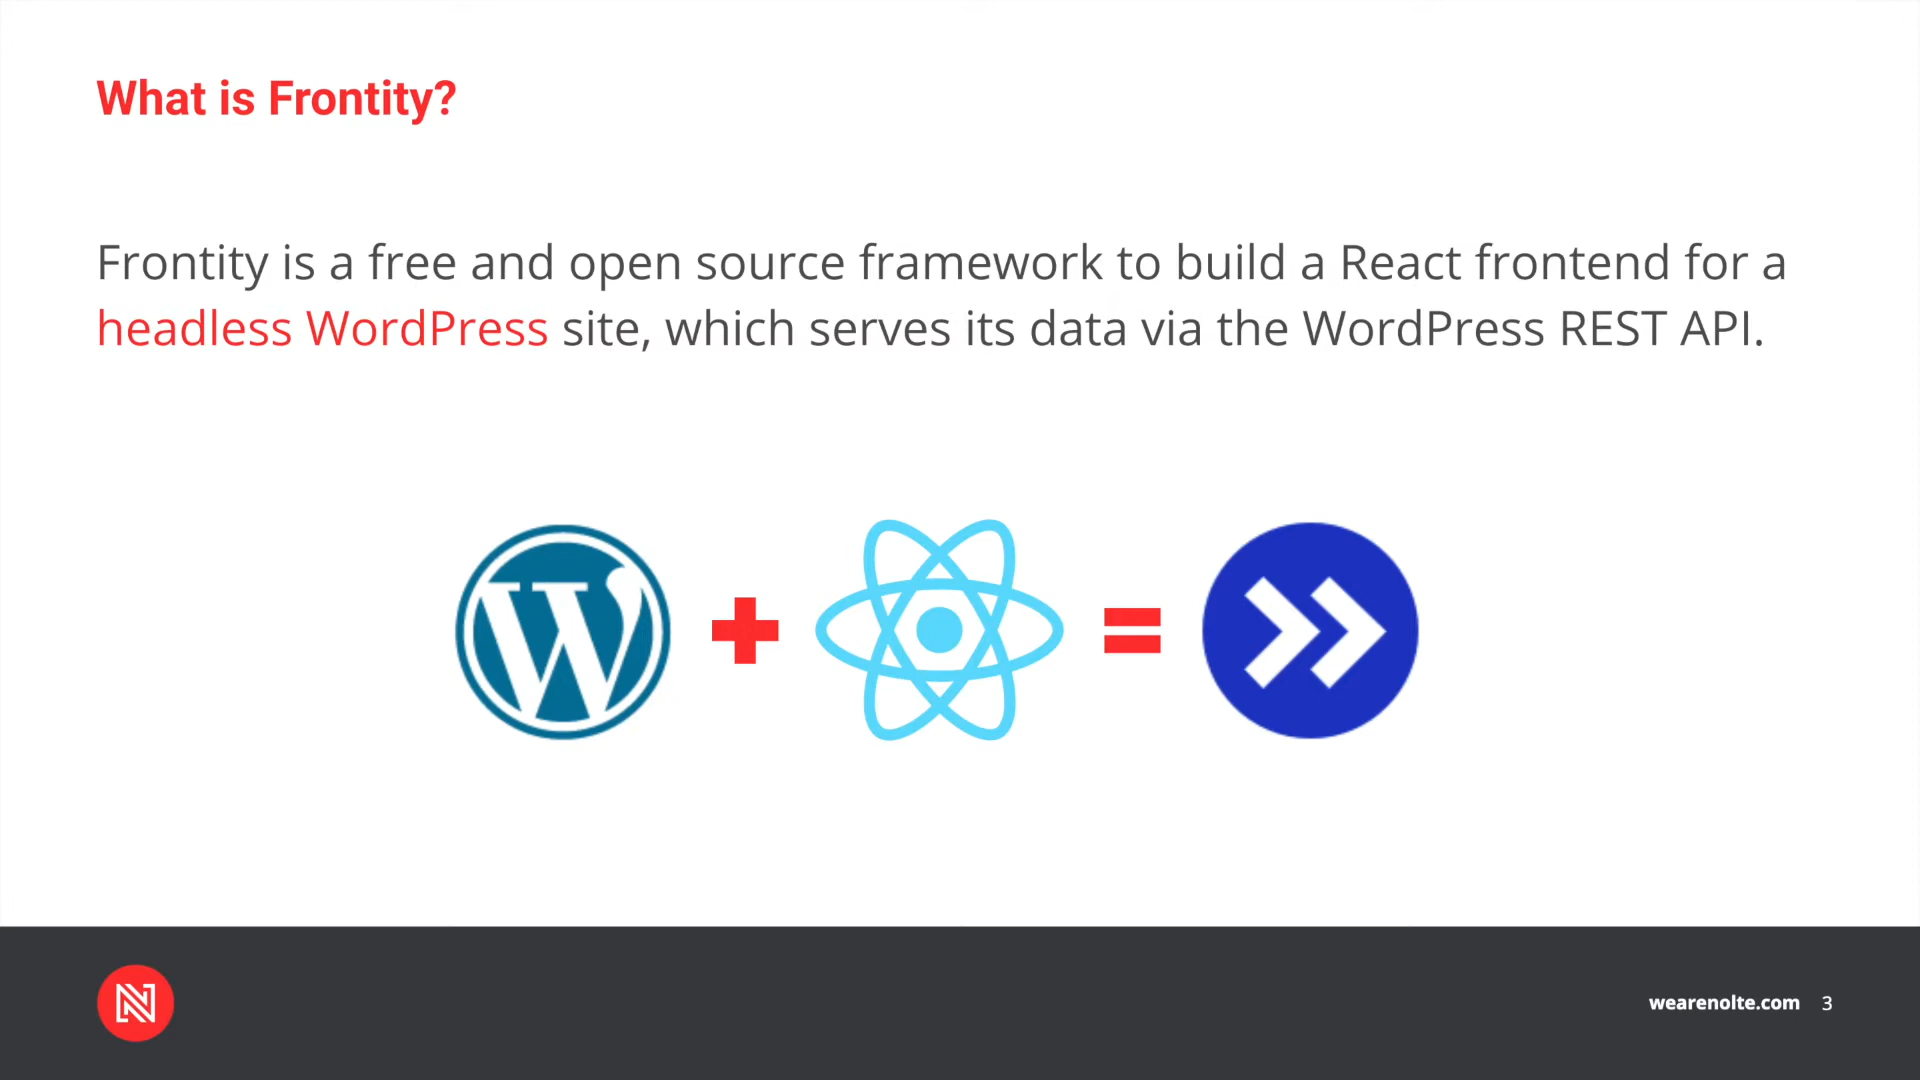 What is Frontity?
Frontity is a free and open source framework to build a React frontend for a
headless WordPress site, which serves its data via the WordPress REST API.
wearenolte.com 3